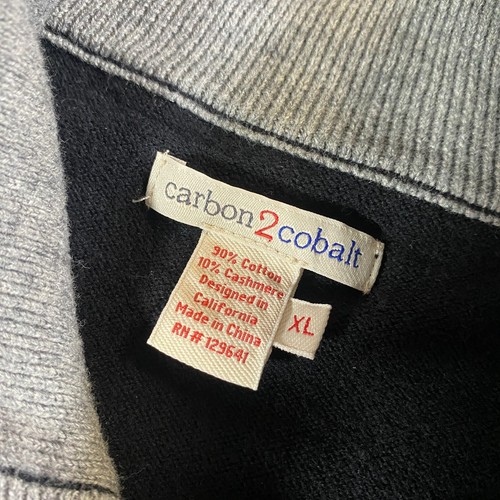 carbon2cobalt
90% Cotton
10% Cashmere
Designed in
California
Made in China
RN # 129641
XL